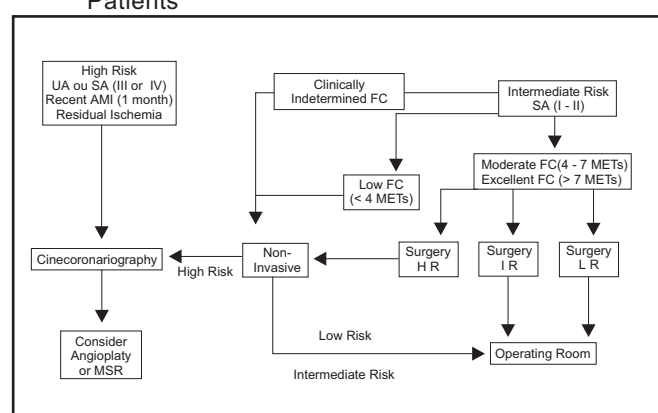 Patients
High Risk
UA ou SA (III or IV)
Recent AMI (1 month)
Residual Ischemia
Clinically
Indetermined FC
Intermediate Risk
SA (I - II)
Low FC
(< 4 METs)
Moderate FC(4 - 7 METs)
Excellent FC (> 7 METs)
Cinecoronariography
High Risk
Non-
Invasive
Surgery
H R
Surgery
I R
Surgery
L R
Consider
Angioplaty
or MSR
Low Risk
Intermediate Risk
Operating Room